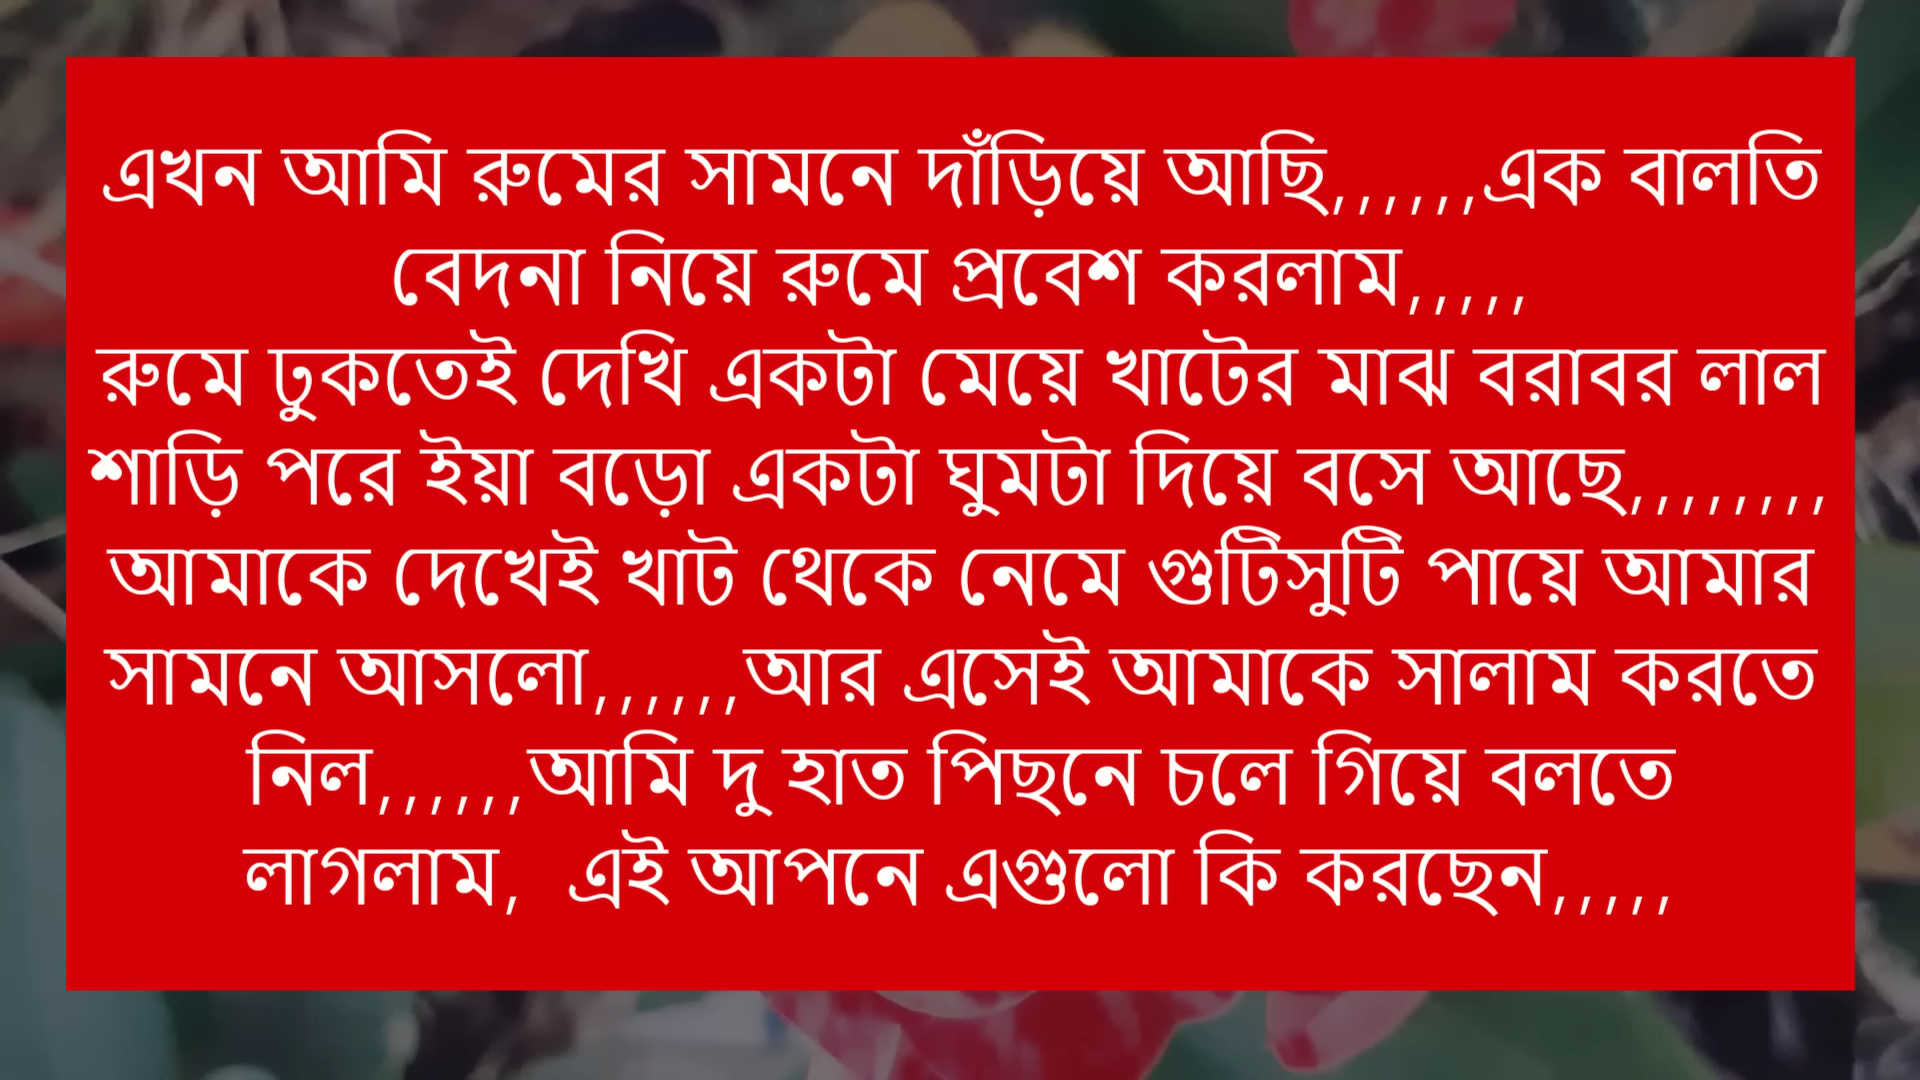 এখন আমি রুমের সামনে দাঁড়িয়ে আছি,,,,,,এক বালতি
বেদনা নিয়ে রুমে প্রবেশ করলাম,,,,,
রুমে ঢুকতেই দেখি একটা মেয়ে খাটের মাঝ বরাবর লাল
শাড়ি পরে ইয়া বড়ো একটা ঘুমটা দিয়ে বসে আছে,,,,,,,,
আমাকে দেখেই খাট থেকে নেমে গুটিসুটি পায়ে আমার
সামনে আসলো,,,,,,আর এসেই আমাকে সালাম করতে
নিল,,,,,,আমি দু হাত পিছনে চলে গিয়ে বলতে
লাগলাম,  এই আপনে এগুলো কি করছেন,,,,,